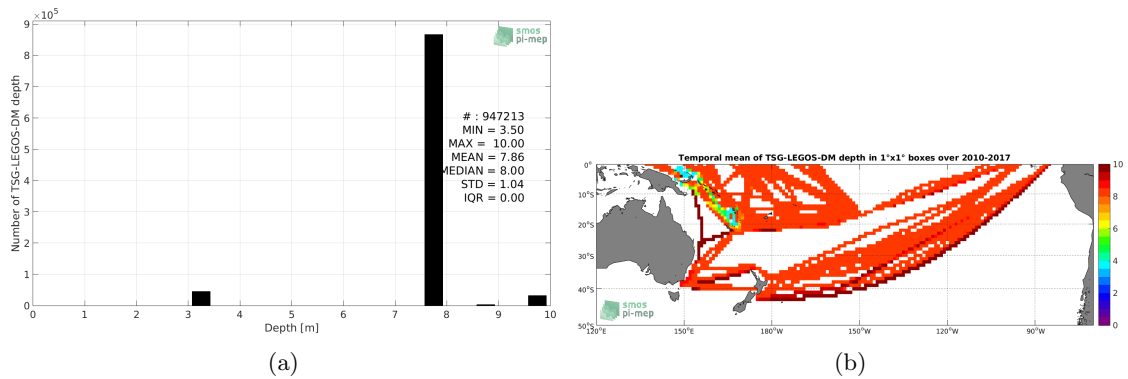 ×10⁵
9
8
7
6
5
4
3
2
1
0
Number of TSG-LEGOS-DM depth
smos
pi-mep
# : 947213
MIN = 3.50
MAX = 10.00
MEAN = 7.86
MEDIAN = 8.00
STD = 1.04
IQR = 0.00
0 1 2 3 4 5 6 7 8 9 10
Depth [m]
(a)
Temporal mean of TSG-LEGOS-DM depth in 1°x1° boxes over 2010-2017
0°
10°S
20°S
30°S
40°S
50°S
120°E 150°E 180°W 150°W 120°W 90°W
10
8
6
4
2
0
smos
pi-mep
(b)